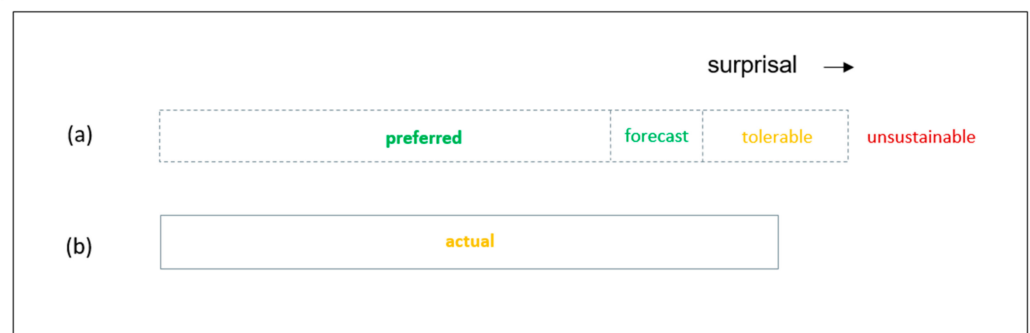 surprisal
(a) preferred forecast tolerable unsustainable
(b) actual